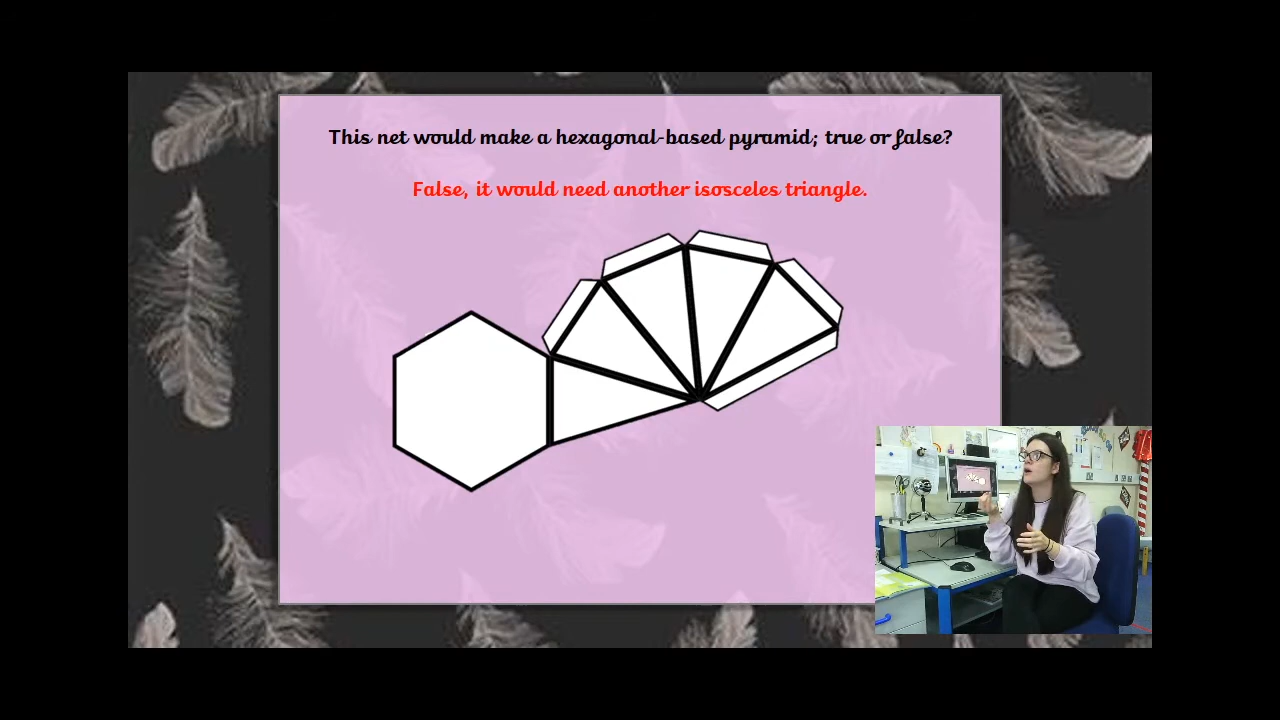 This net would make a hexagonal-based pyramid; true or false?
False, it would need another isosceles triangle.